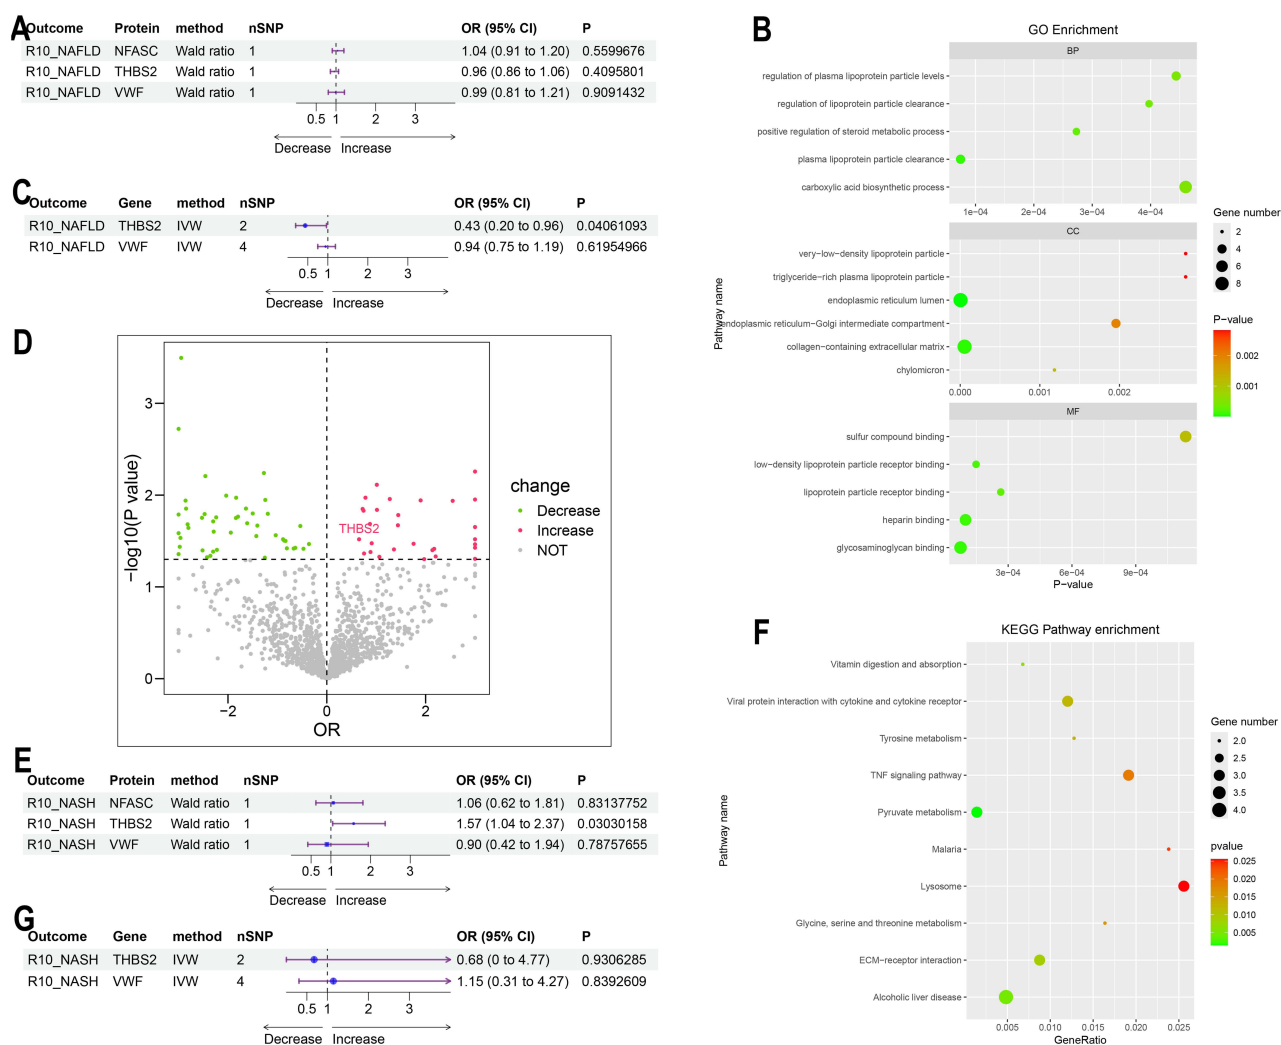 A
Outcome Protein method nSNP OR (95% CI) P
R10_NAFLD NFASC Wald ratio 1 1.04 (0.91 to 1.20) 0.5599676
R10_NAFLD THBS2 Wald ratio 1 0.96 (0.86 to 1.06) 0.4095801
R10_NAFLD VWF Wald ratio 1 0.99 (0.81 to 1.21) 0.9091432
0.5 1 2 3
Decrease Increase
B
GO Enrichment
BP
regulation of plasma lipoprotein particle levels
regulation of lipoprotein particle clearance
positive regulation of steroid metabolic process
plasma lipoprotein particle clearance
carboxylic acid biosynthetic process
1e−04 2e−04 3e−04 4e−04
CC
very−low−density lipoprotein particle
triglyceride−rich plasma lipoprotein particle
endoplasmic reticulum lumen
endoplasmic reticulum−Golgi intermediate compartment
collagen−containing extracellular matrix
chylomicron
0.000 0.001 0.002
MF
sulfur compound binding
low−density lipoprotein particle receptor binding
lipoprotein particle receptor binding
heparin binding
glycosaminoglycan binding
3e−04 6e−04 9e−04
P−value
Pathway name
Gene number
2
4
6
8
P−value
0.002
0.001
C
Outcome Gene method nSNP OR (95% CI) P
R10_NAFLD THBS2 IVW 2 0.43 (0.20 to 0.96) 0.04061093
R10_NAFLD VWF IVW 4 0.94 (0.75 to 1.19) 0.61954966
0.5 1 2 3
Decrease Increase
D
−log10(P value)
3
2
1
0
THBS2
−2 0 2
OR
change
Decrease
Increase
NOT
E
Outcome Protein method nSNP OR (95% CI) P
R10_NASH NFASC Wald ratio 1 1.06 (0.62 to 1.81) 0.83137752
R10_NASH THBS2 Wald ratio 1 1.57 (1.04 to 2.37) 0.03030158
R10_NASH VWF Wald ratio 1 0.90 (0.42 to 1.94) 0.78757655
0.5 1 2 3
Decrease Increase
F
KEGG Pathway enrichment
Vitamin digestion and absorption
Viral protein interaction with cytokine and cytokine receptor
Tyrosine metabolism
TNF signaling pathway
Pyruvate metabolism
Malaria
Lysosome
Glycine, serine and threonine metabolism
ECM−receptor interaction
Alcoholic liver disease
0.005 0.010 0.015 0.020 0.025
GeneRatio
Pathway name
Gene number
2.0
2.5
3.0
3.5
4.0
pvalue
0.025
0.020
0.015
0.010
0.005
G
Outcome Gene method nSNP OR (95% CI) P
R10_NASH THBS2 IVW 2 0.68 (0 to 4.77) 0.9306285
R10_NASH VWF IVW 4 1.15 (0.31 to 4.27) 0.8392609
0.5 1 2 3
Decrease Increase